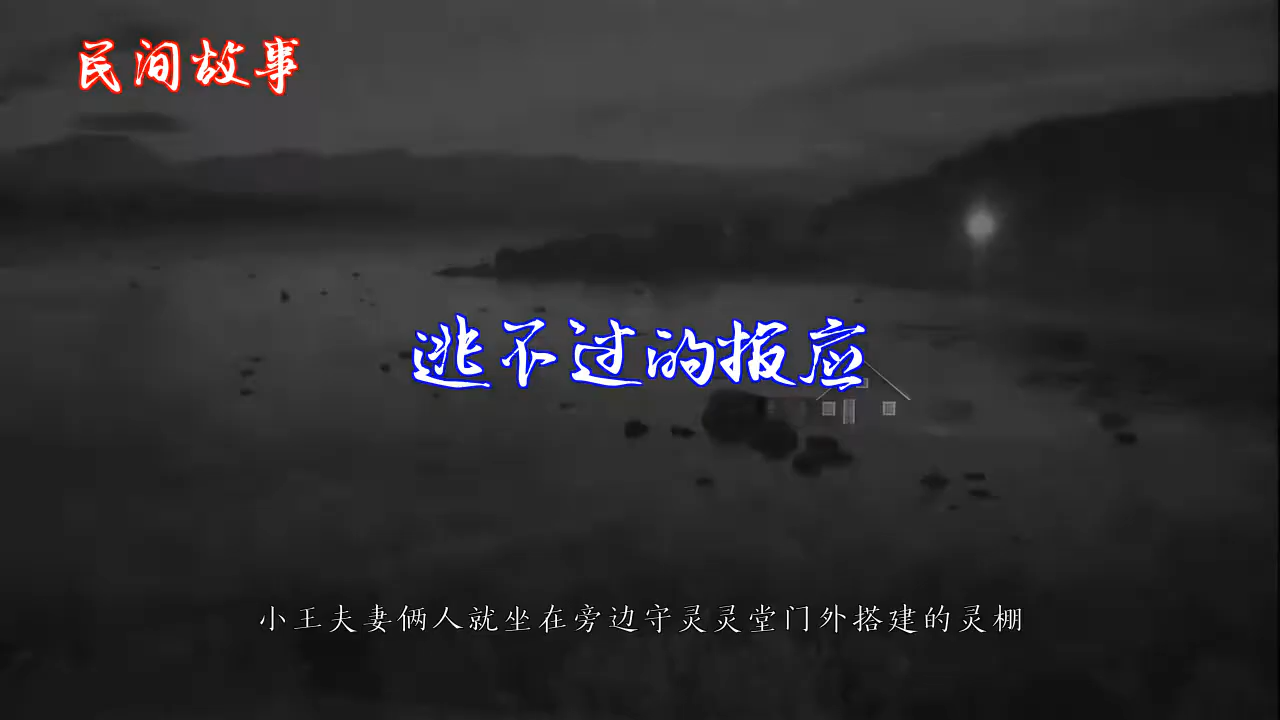 民间故事
逃不过的报应
小王夫妻俩人就坐在旁边守灵灵堂门外搭建的灵棚